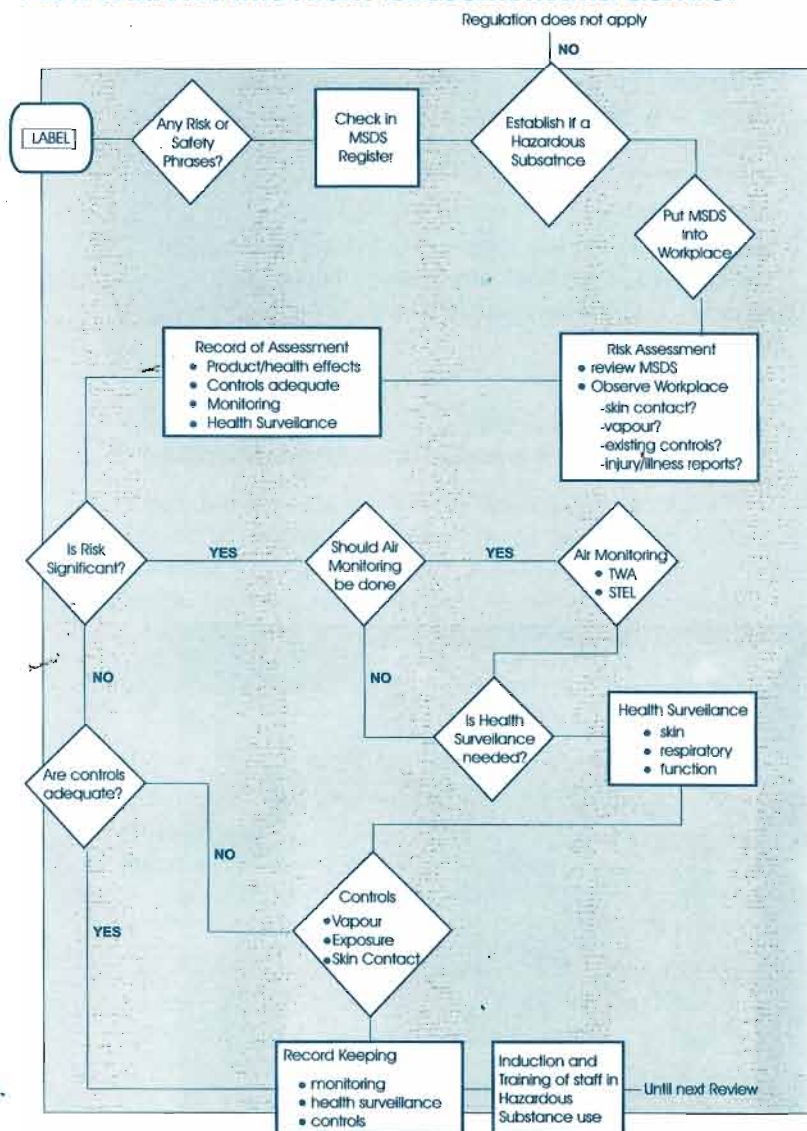 Regulation does not apply
NO
LABEL
Any Risk or
Safety
Phrases?
Check in
MSDS
Register
Establish if a
Hazardous
Subsatnce
Put MSDS
Into
Workplace
Record of Assessment
• Product/health effects
• Controls adequate
• Monitoring
• Health Surveilance
Risk Assessment
• review MSDS
• Observe Workplace
-skin contact?
-vapour?
-existing controls?
-injury/illness reports?
Is Risk
Significant?
YES
Should Air
Monitoring
be done
YES
Air Monitoring
• TWA
• STEL
NO
NO
Is Health
Surveilance
needed?
Health Surveilance
• skin
• respiratory
• function
Are controls
adequate?
NO
YES
Controls
• Vapour
• Exposure
• Skin Contact
Record Keeping
• monitoring
• health surveillance
• controls
Induction and
Training of staff in
Hazardous
Substance use
Until next Review